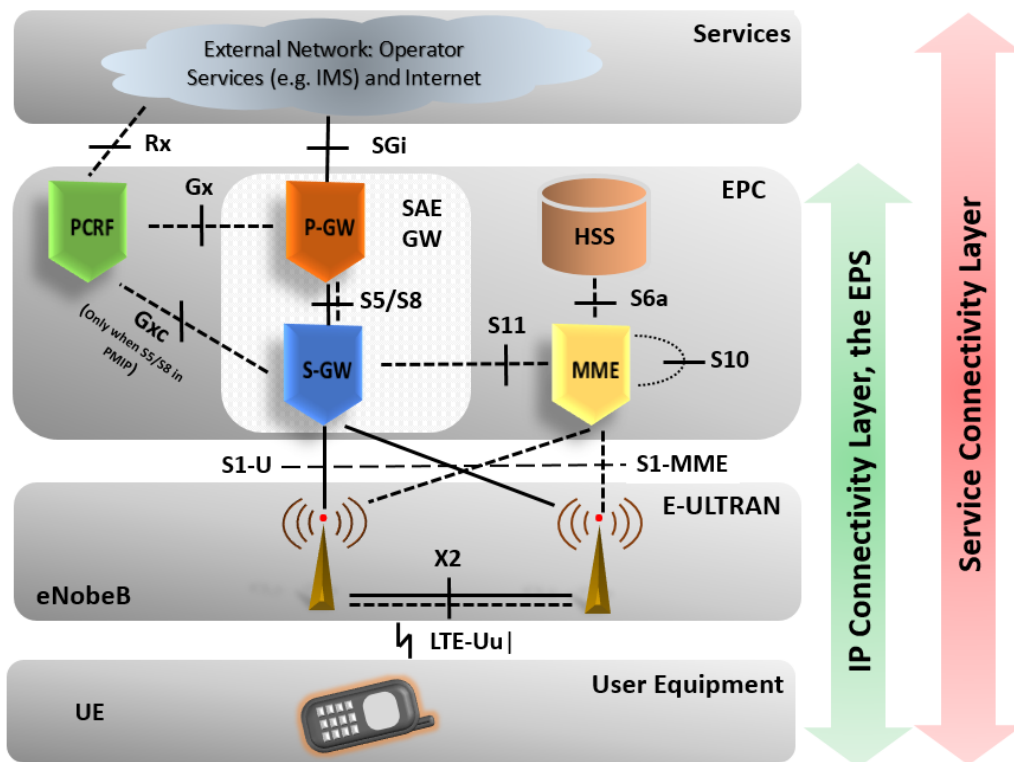 Services
External Network: Operator
Services (e.g. IMS) and Internet
Rx
SGi
EPC
Gx
PCRF
P-GW
SAE
GW
HSS
S5/S8
S6a
Gxc
(Only when S5/S8 in
PMIP)
S11
S-GW
MME
S10
S1-U
S1-MME
E-ULTRAN
X2
eNobeB
LTE-Uu|
User Equipment
UE
IP Connectivity Layer, the EPS
Service Connectivity Layer